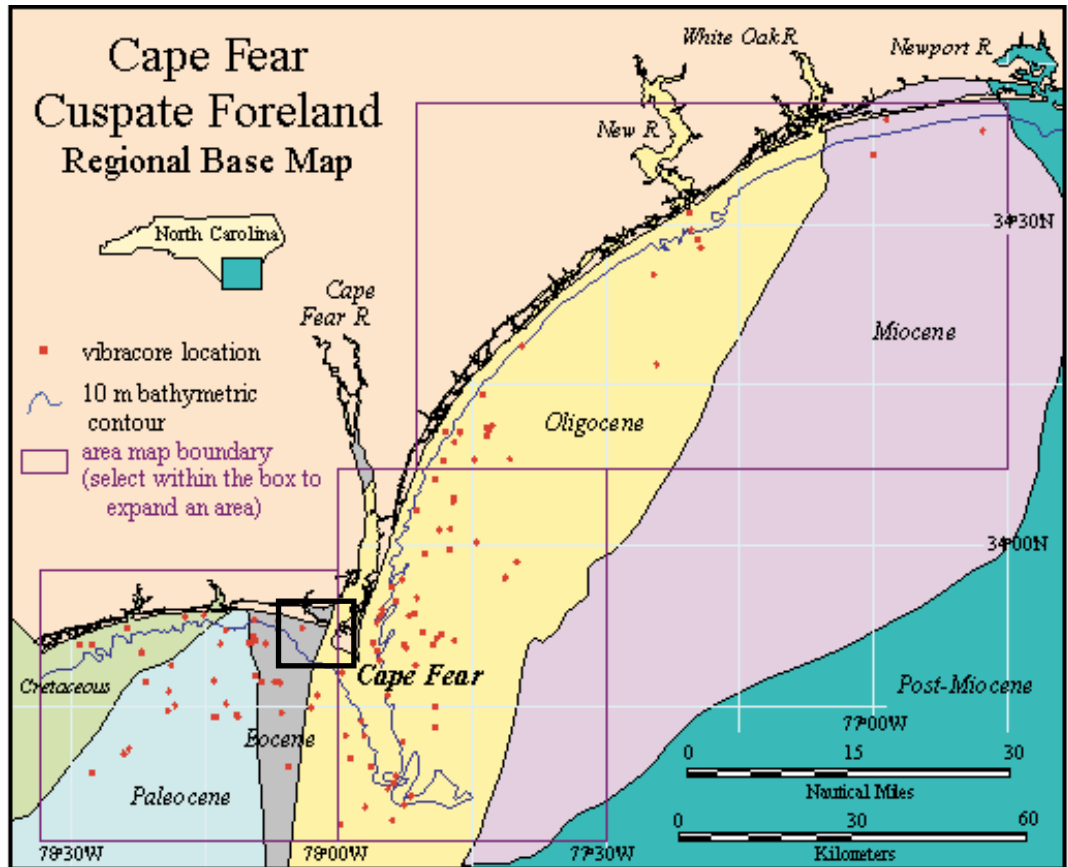 Cape Fear
Cuspate Foreland
Regional Base Map
North Carolina
Cape
Fear R.
vibracore location
10 m bathymetric
contour
area map boundary
(select within the box to
expand an area)
White Oak R.
Newport R.
New R.
34°30N
Miocene
Oligocene
34°00N
Cape Fear
Cretaceous
Eocene
Paleocene
Post-Miocene
77°00W
0 15 30
Nautical Miles
0 30 60
Kilometers
78°30W
78°00W
77°30W